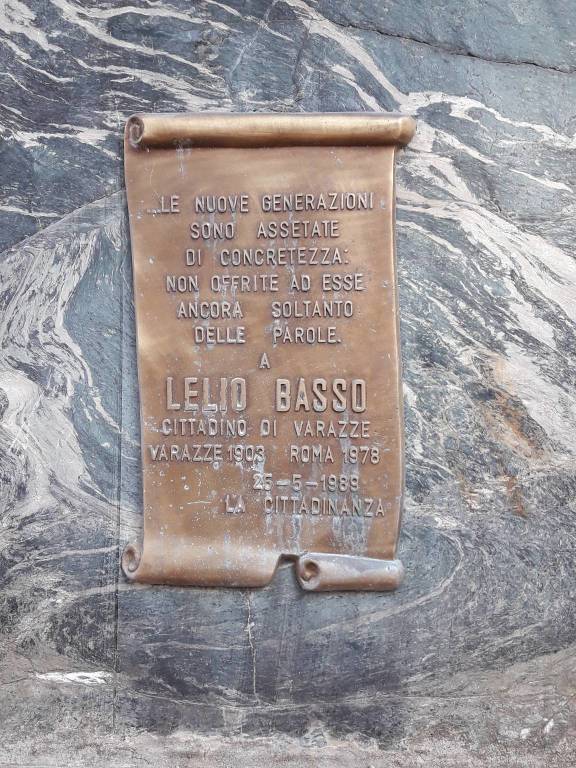 ...LE NUOVE GENERAZIONI
SONO ASSETATE
DI CONCRETEZZA:
NON OFFRITE AD ESSE
ANCORA SOLTANTO
DELLE PAROLE.
A
LELIO BASSO
CITTADINO DI VARAZZE
VARAZZE 1903 ROMA 1978
25-5-1989
LA CITTADINANZA